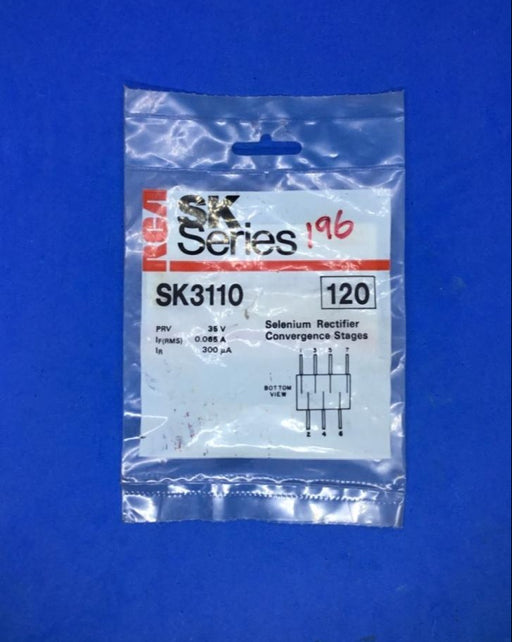 RCA
SK
Series
196
SK3110
120
PRV 35 V
IF(RMS) 0.065 A
IR 300 µA
Selenium Rectifier
Convergence Stages
1 3 5 7
BOTTOM
VIEW
2 4 6